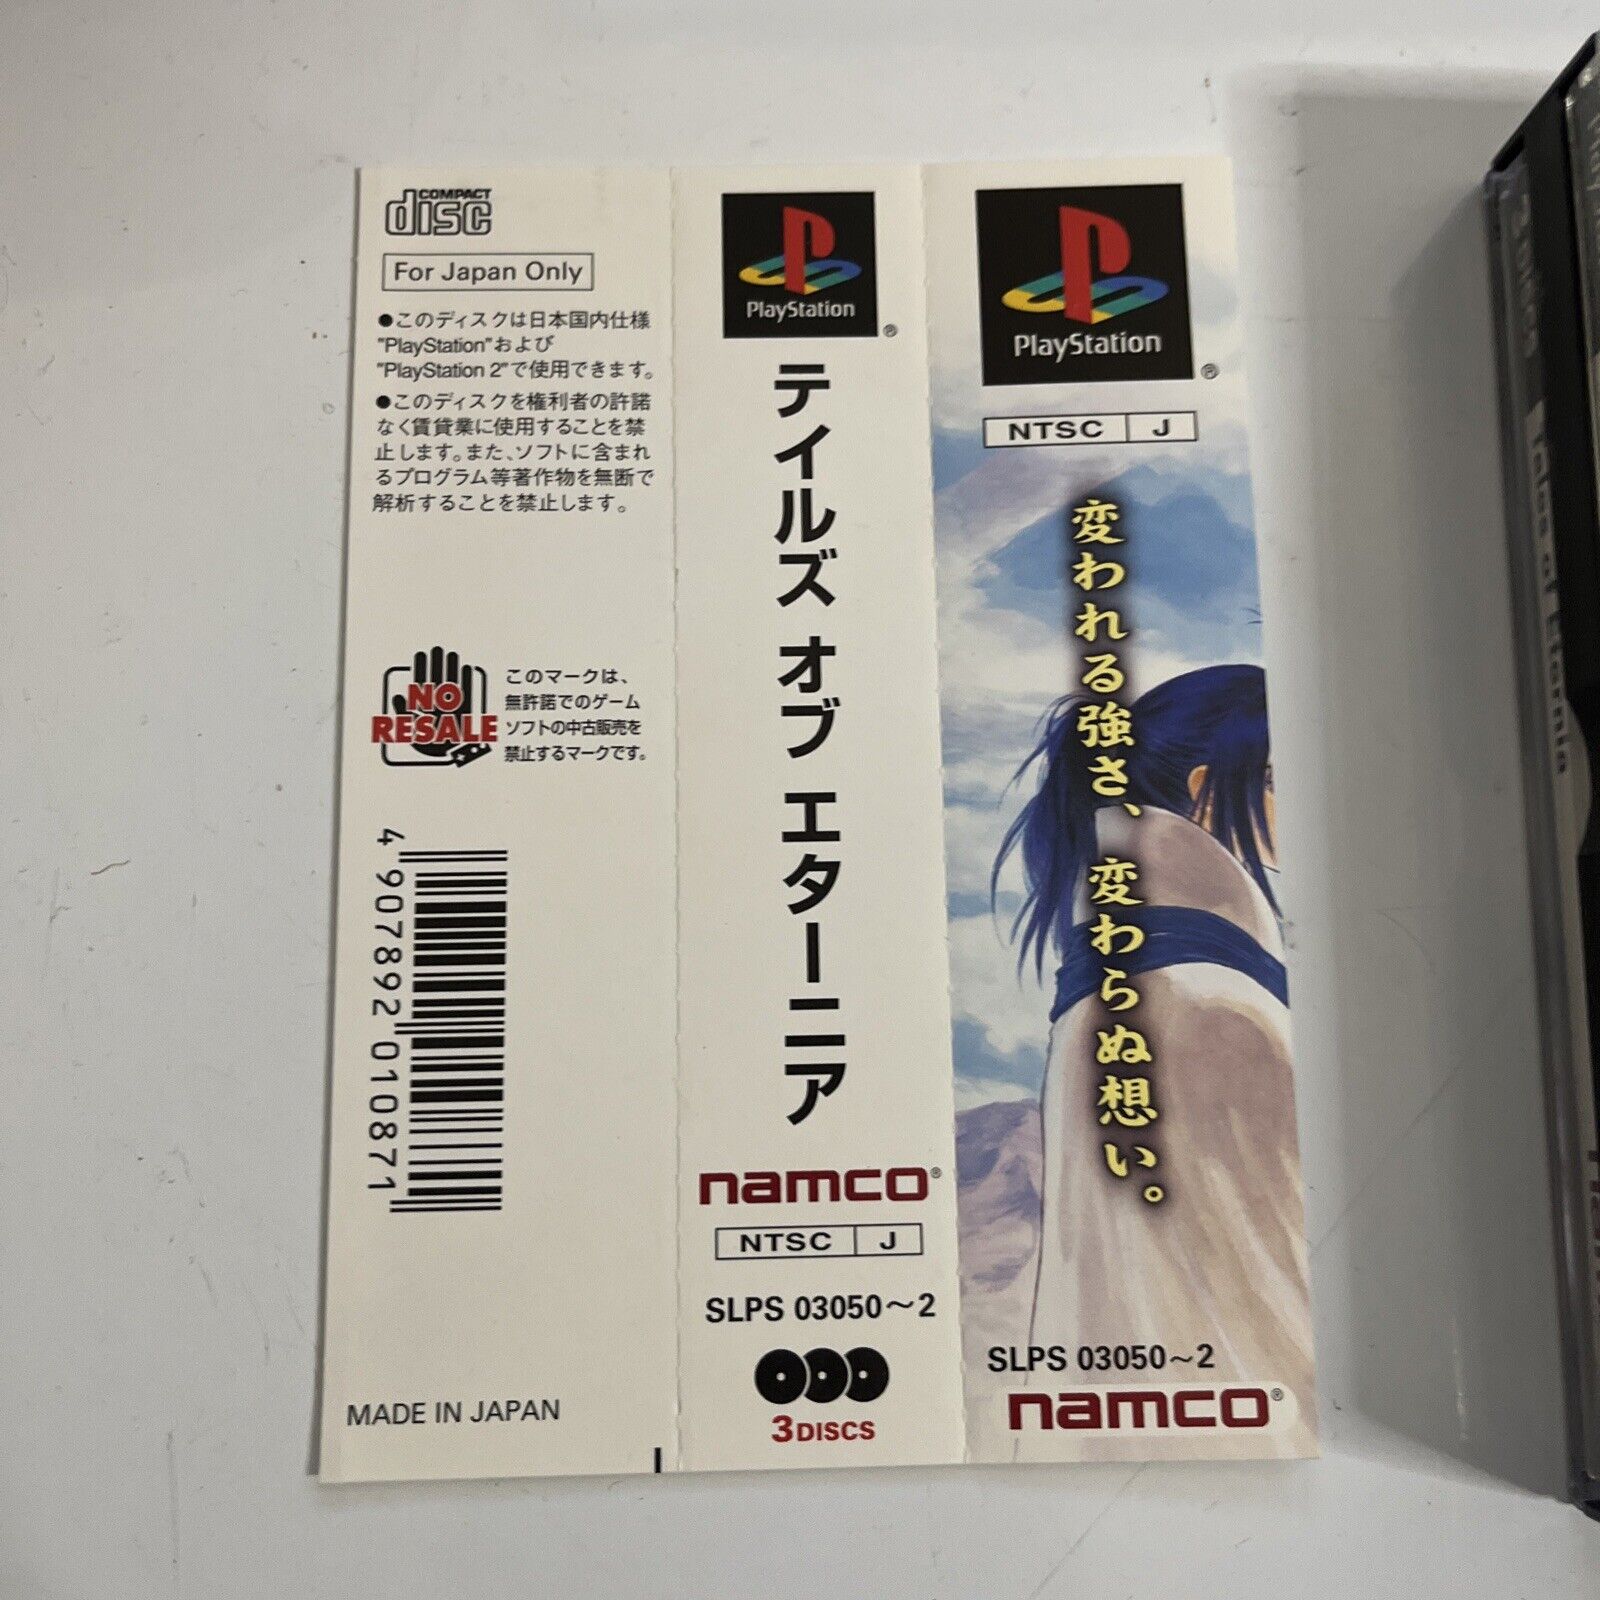 COMPACT
disc
For Japan Only
●このディスクは日本国内仕様
"PlayStation"および
"PlayStation 2"で使用できます。
●このディスクを権利者の許諾
なく賃貸業に使用することを禁
止します。また、ソフトに含まれ
るプログラム等著作物を無断で
解析することを禁止します。
NO
RESALE
このマークは、
無許諾でのゲーム
ソフトの中古販売を
禁止するマークです。
4 907892 010871
MADE IN JAPAN
PlayStation
®
テイルズ オブ エターニア
namco®
NTSC J
SLPS 03050～2
3DISCS
PlayStation
®
NTSC J
変われる強さ、変わらぬ想い。
SLPS 03050～2
namco®
Tales of Eternia